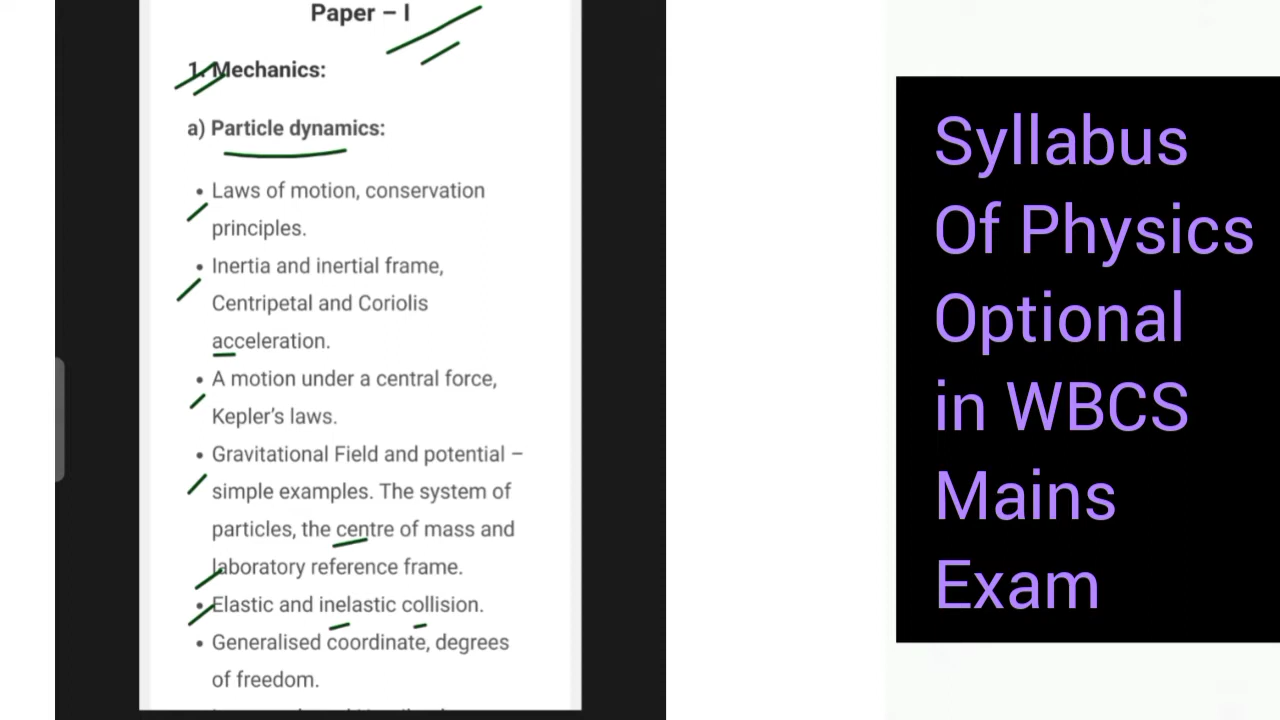 Paper – I
1. Mechanics:
a) Particle dynamics:
• Laws of motion, conservation
principles.
• Inertia and inertial frame,
Centripetal and Coriolis
acceleration.
• A motion under a central force,
Kepler’s laws.
• Gravitational Field and potential –
simple examples. The system of
particles, the centre of mass and
laboratory reference frame.
• Elastic and inelastic collision.
• Generalised coordinate, degrees
of freedom.
Syllabus
Of Physics
Optional
in WBCS
Mains
Exam